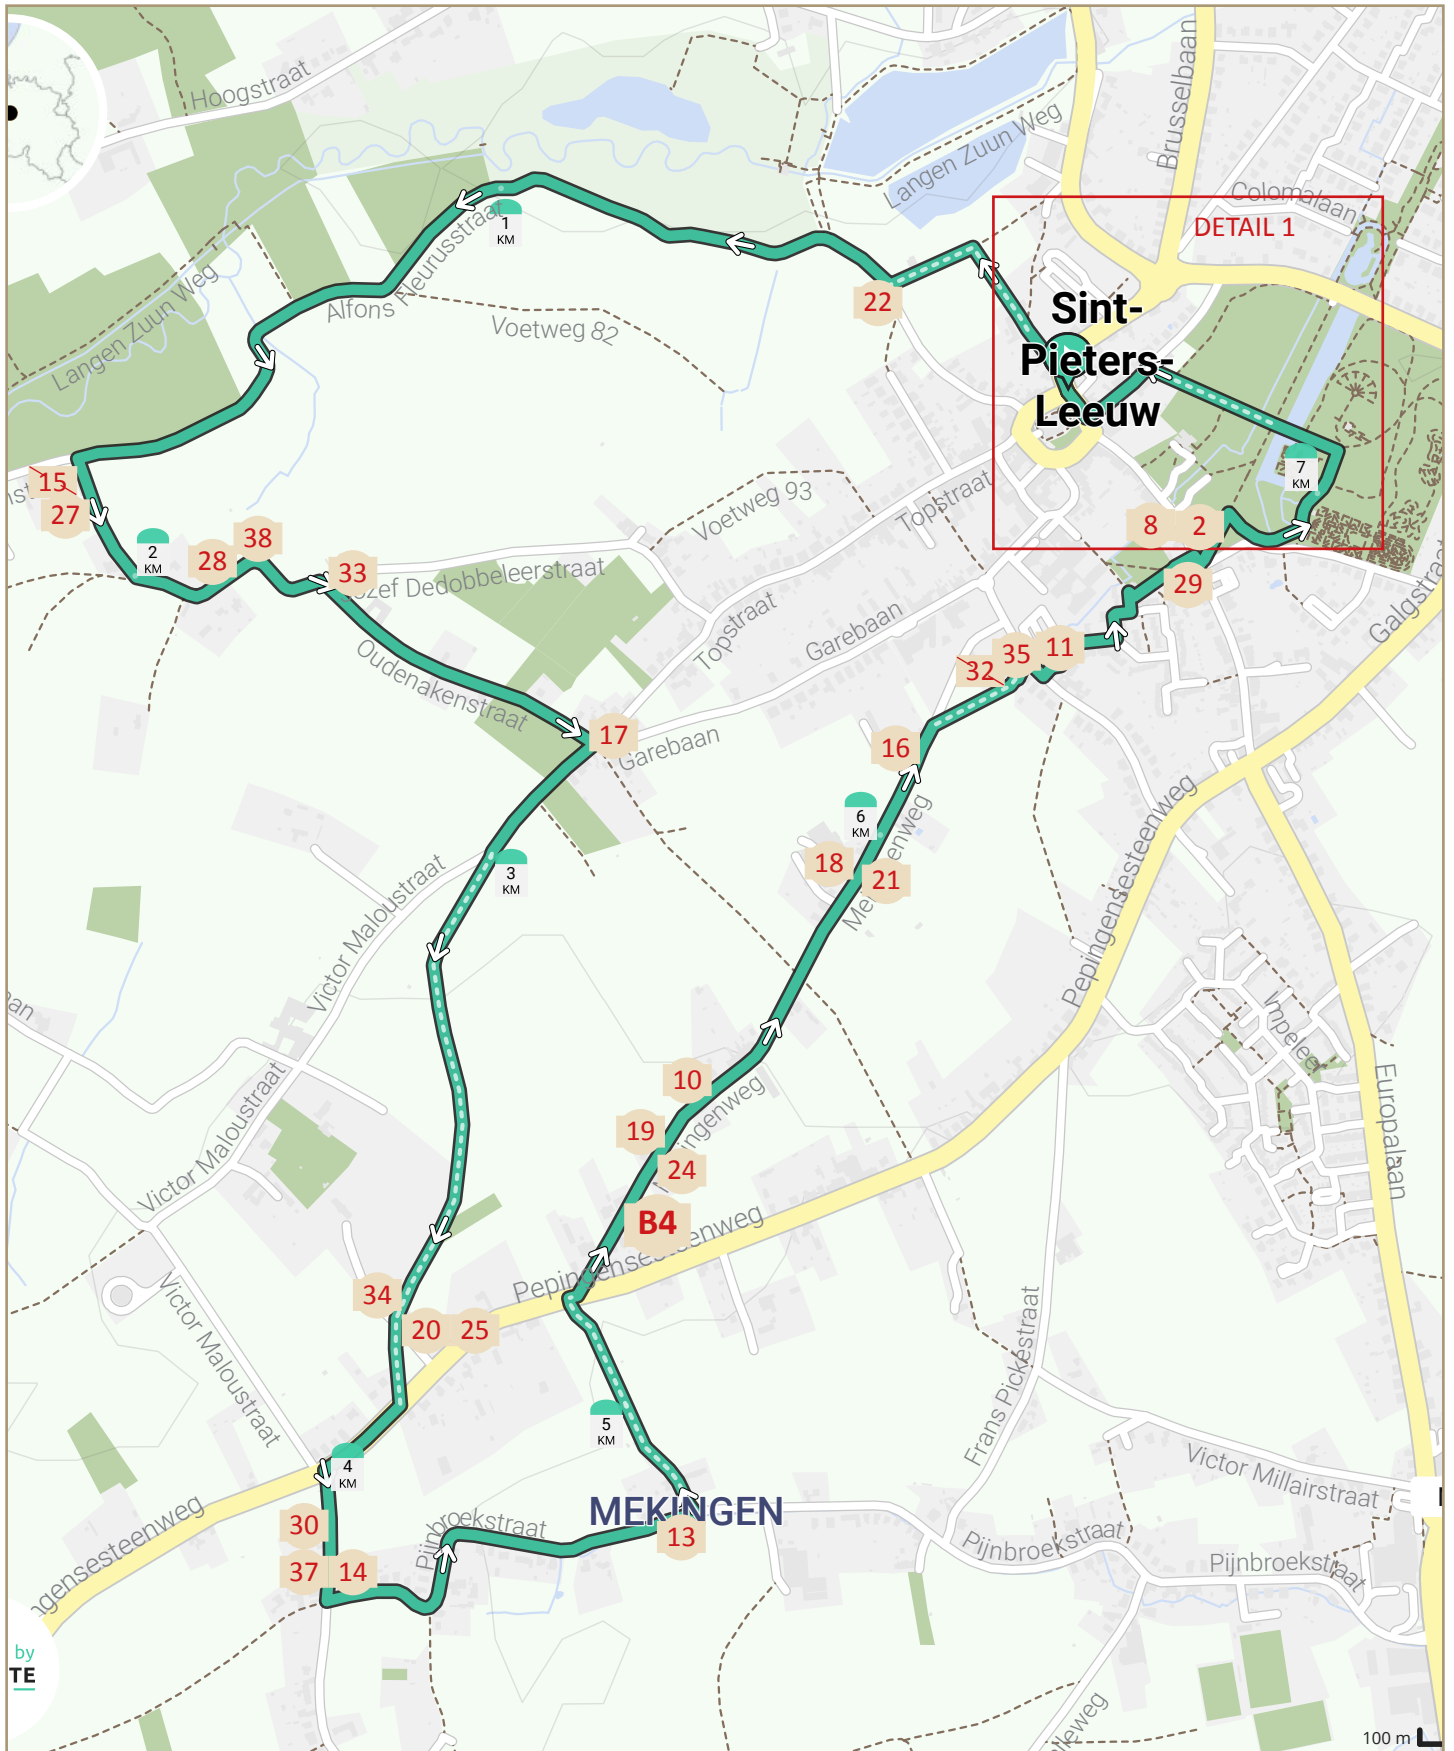 Hoogstraat
Brusselbaan
Langen Zuun Weg
Colomalaan
DETAIL 1
1
KM
Alfons Fleurusstraat
Langen Zuun Weg
Voetweg 82
22
Sint-
Pieters-
Leeuw
7
KM
15
27
2
KM
28
38
33
Voetweg 93
Topstraat
8
2
29
Topstraat
Garebaan
Oudenakenstraat
Galgstraat
32
35
11
17
Garebaan
16
6
KM
18
21
3
KM
Victor Maloustraat
Pepingensesteenweg
Impeleer
Europalaan
10
19
24
B4
Victor Maloustraat
Pepingensesteenweg
34
20
25
Victor Maloustraat
Frans Pickéstraat
5
KM
4
KM
Victor Millairstraat
MEKINGEN
13
30
37
14
Pijnbroekstraat
Pijnbroekstraat
Pijnbroekstraat
by
TE
100 m